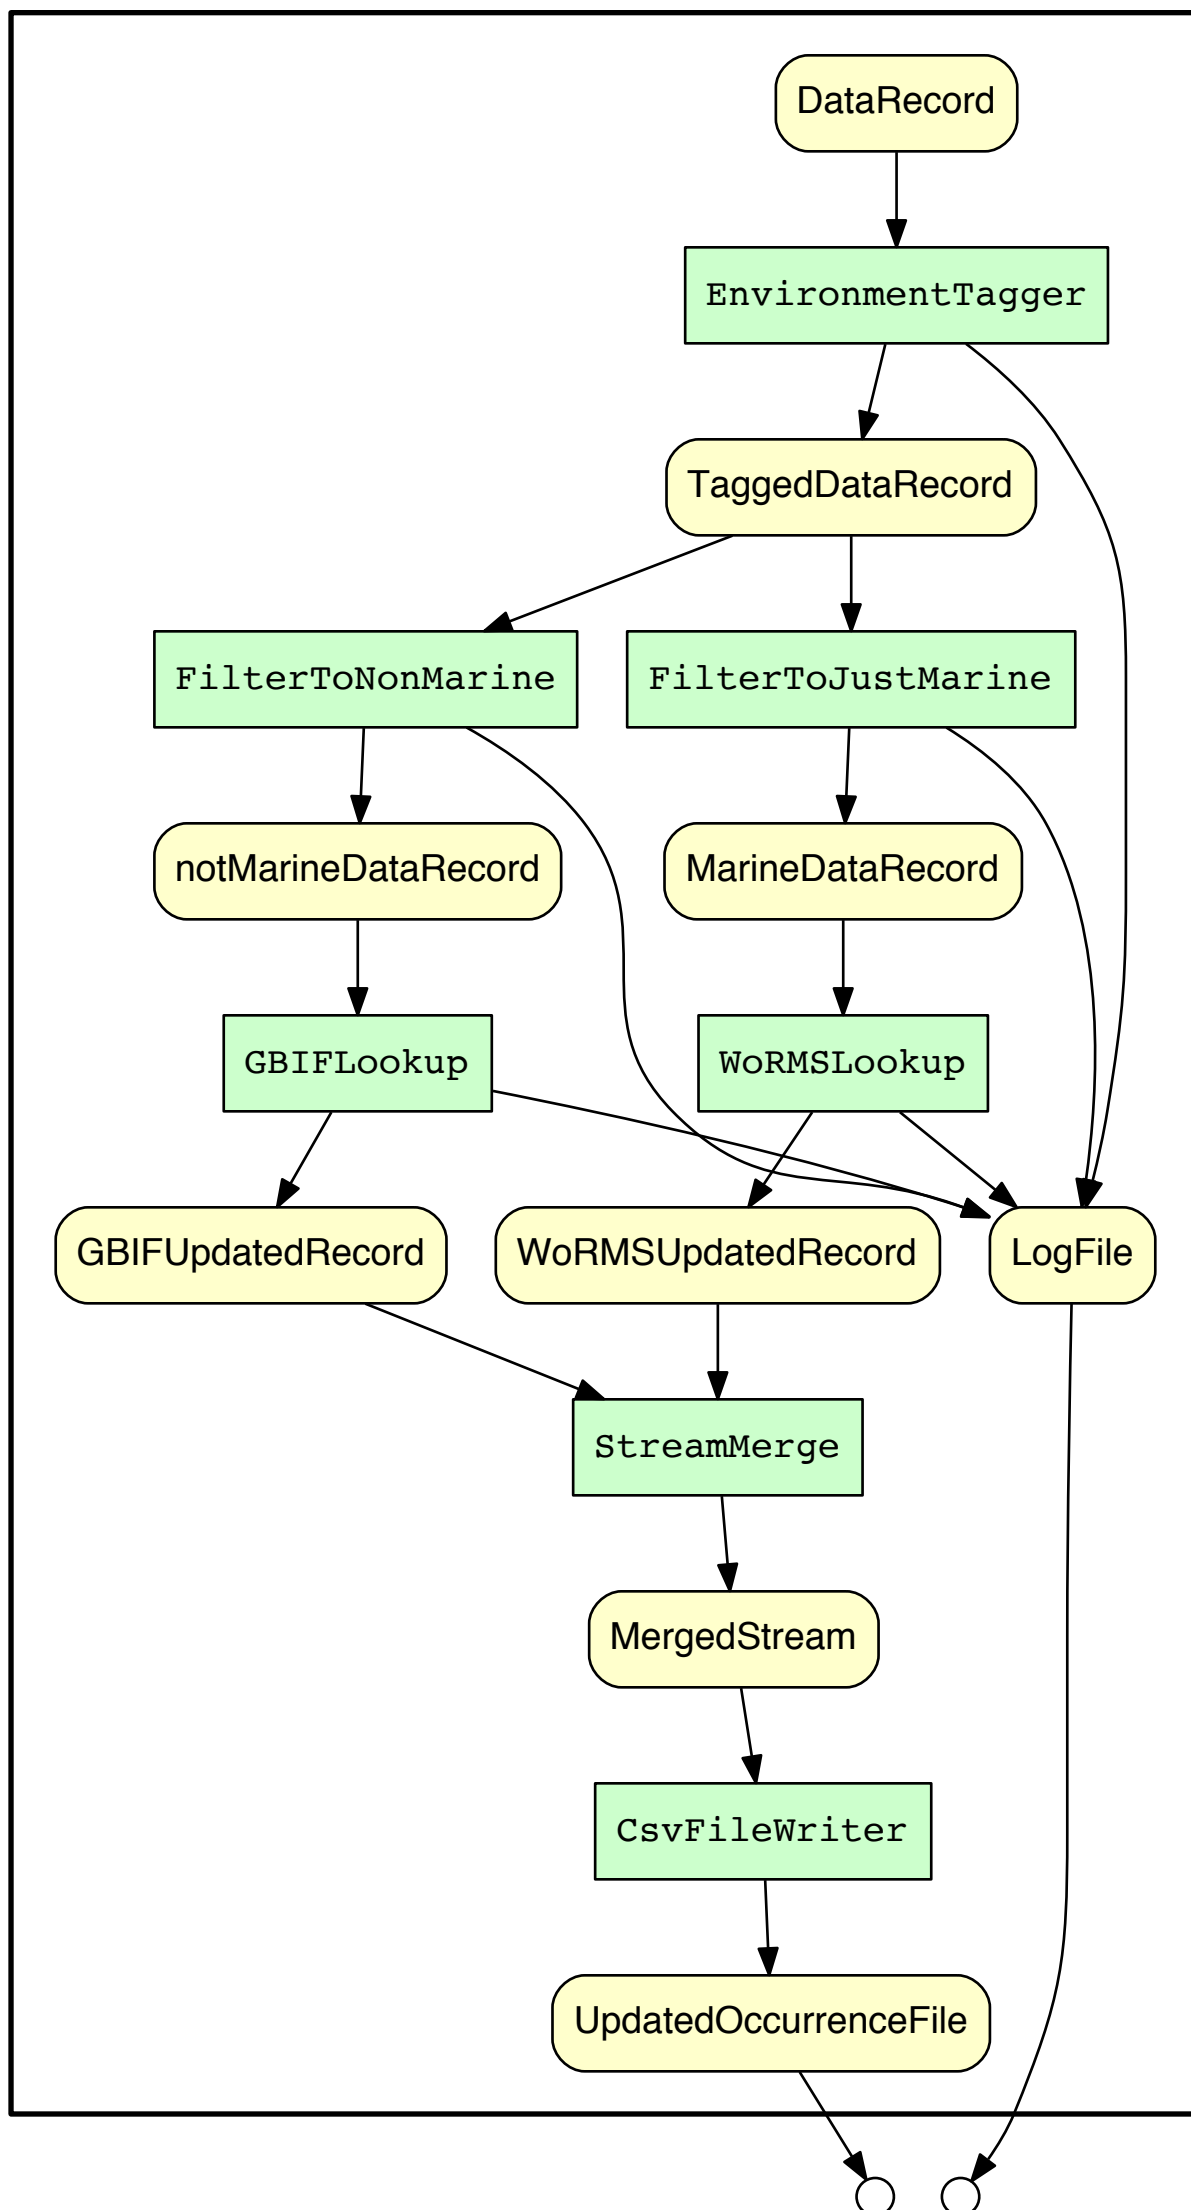 DataRecord
EnvironmentTagger
TaggedDataRecord
FilterToNonMarine
FilterToJustMarine
notMarineDataRecord
MarineDataRecord
GBIFLookup
WoRMSLookup
GBIFUpdatedRecord
WoRMSUpdatedRecord
LogFile
StreamMerge
MergedStream
CsvFileWriter
UpdatedOccurrenceFile